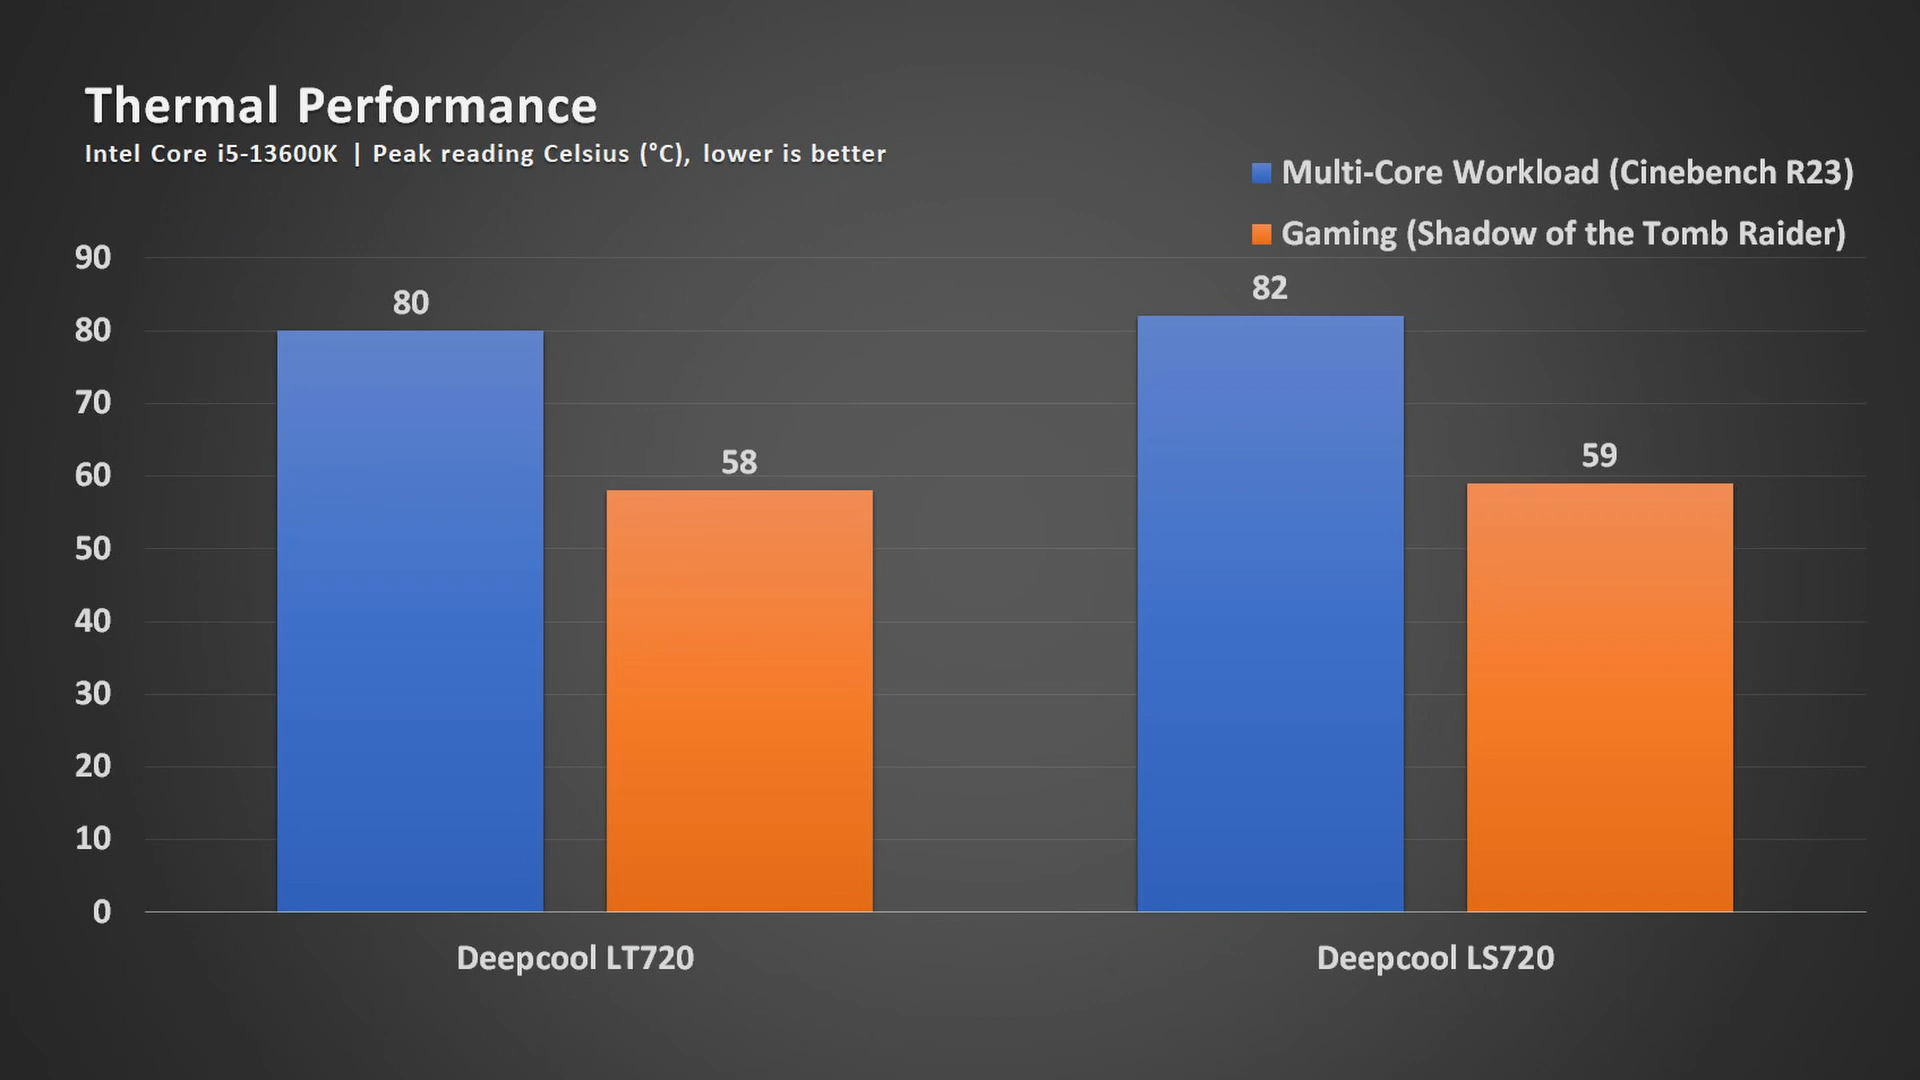 Thermal Performance
Intel Core i5-13600K | Peak reading Celsius (°C), lower is better
Multi-Core Workload (Cinebench R23)
Gaming (Shadow of the Tomb Raider)
90
80
70
60
50
40
30
20
10
0
80
58
82
59
Deepcool LT720
Deepcool LS720